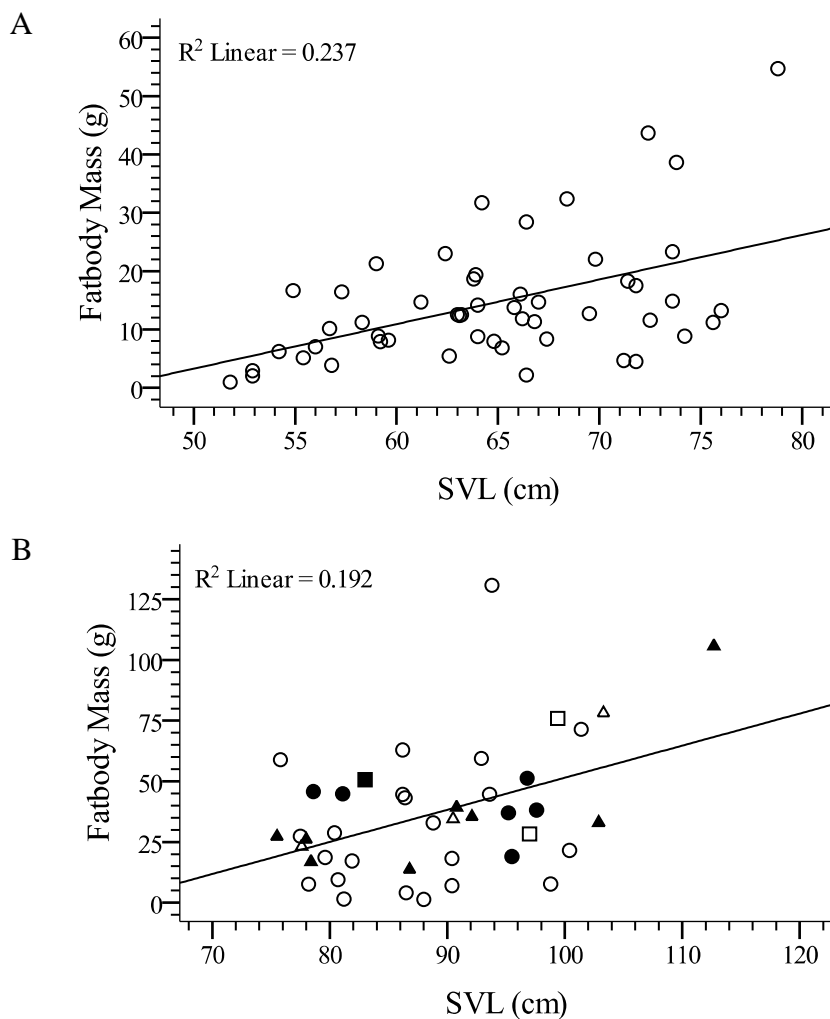 A
R² Linear = 0.237
Fatbody Mass (g)
60
50
40
30
20
10
0
50 55 60 65 70 75 80
SVL (cm)
B
R² Linear = 0.192
Fatbody Mass (g)
125
100
75
50
25
0
70 80 90 100 110 120
SVL (cm)